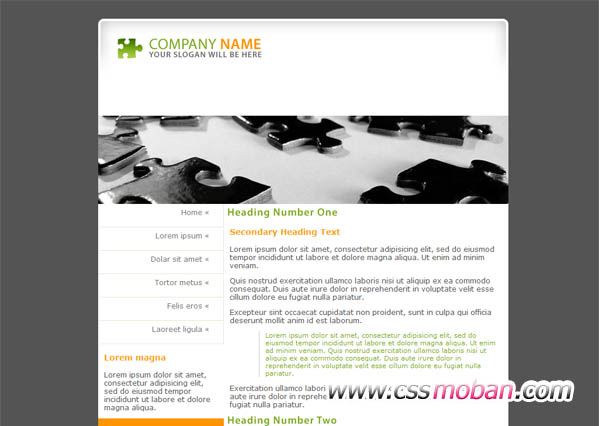 COMPANY NAME
YOUR SLOGAN WILL BE HERE
Home «
Lorem ipsum «
Dolar sit amet «
Tortor metus «
Felis eros «
Laoreet ligula «
Lorem magna
Lorem ipsum dolor sit
amet, consectetur
adipisicing elit, sed do
eiusmod tempor
incididunt ut labore et
dolore magna aliqua.
Heading Number One
Secondary Heading Text
Lorem ipsum dolor sit amet, consectetur adipisicing elit, sed do eiusmod
tempor incididunt ut labore et dolore magna aliqua. Ut enim ad minim
veniam.
Quis nostrud exercitation ullamco laboris nisi ut aliquip ex ea commodo
consequat. Duis aute irure dolor in reprehenderit in voluptate velit esse
cillum dolore eu fugiat nulla pariatur.
Excepteur sint occaecat cupidatat non proident, sunt in culpa qui officia
deserunt mollit anim id est laborum.
Lorem ipsum dolor sit amet, consectetur adipisicing elit, sed do
eiusmod tempor incididunt ut labore et dolore magna aliqua. Ut enim
ad minim veniam. Quis nostrud exercitation ullamco laboris nisi ut
aliquip ex ea commodo consequat. Duis aute irure dolor in
reprehenderit in voluptate velit esse cillum dolore eu fugiat nulla
pariatur.
Exercitation ullamco labori
aute irure dolor in reprehen
fugiat nulla pariatur.
www.cssmoban.com
Heading Number Two